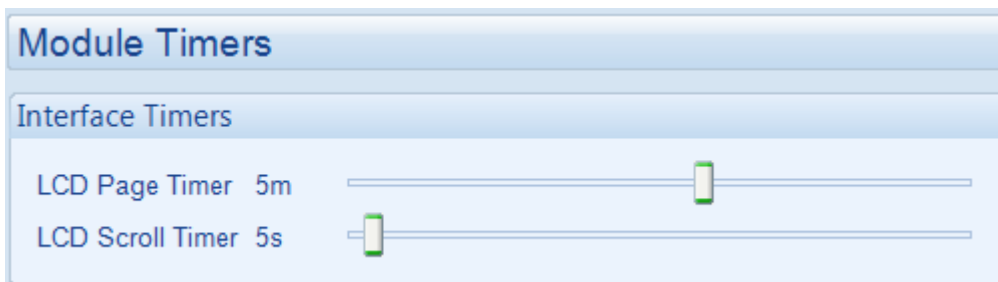 Module Timers
Interface Timers
LCD Page Timer 5m
LCD Scroll Timer 5s